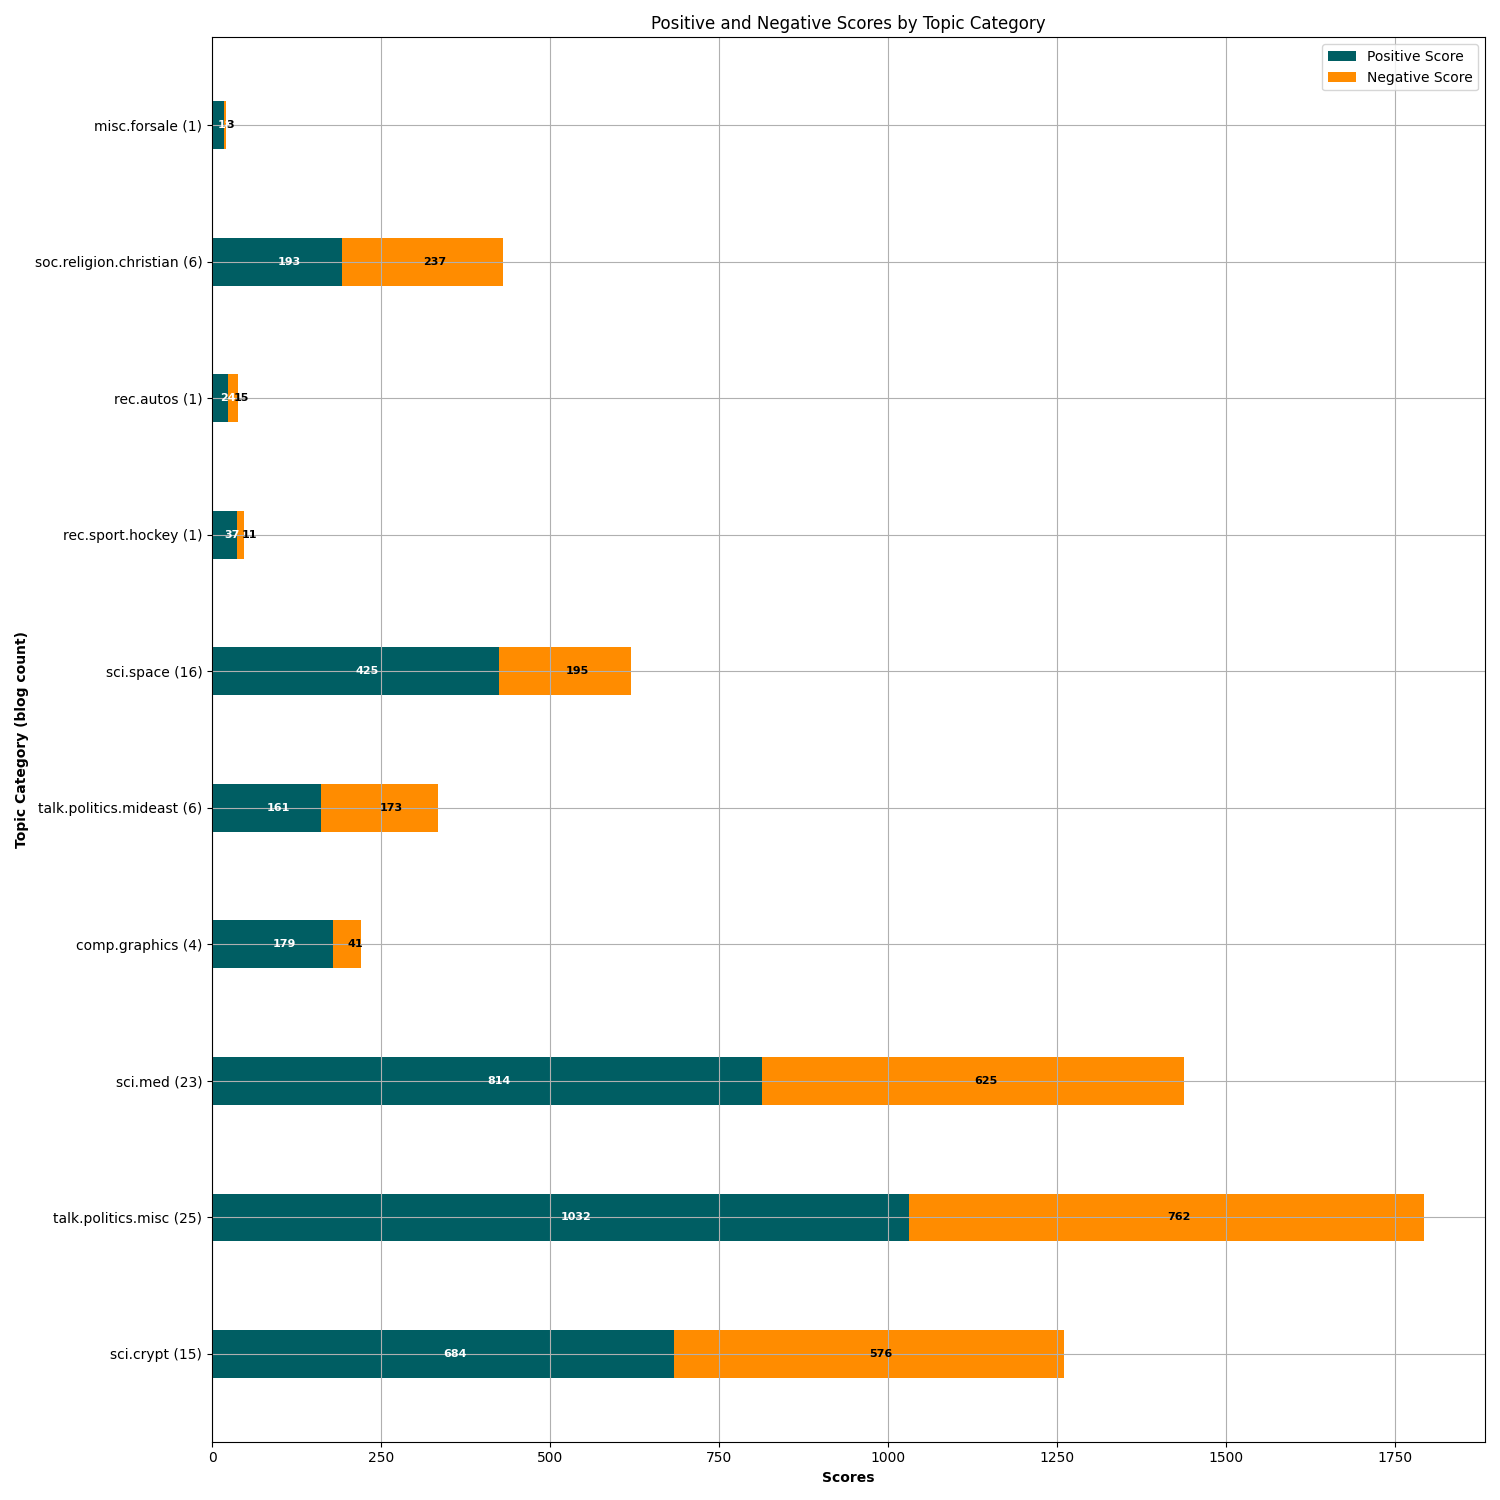 Positive and Negative Scores by Topic Category
Positive Score
Negative Score
misc.forsale (1)
3
soc.religion.christian (6)
193 237
rec.autos (1)
24 15
rec.sport.hockey (1)
37 11
sci.space (16)
425 195
talk.politics.mideast (6)
161 173
comp.graphics (4)
179 41
sci.med (23)
814 625
talk.politics.misc (25)
1032 762
sci.crypt (15)
684 576
0 250 500 750 1000 1250 1500 1750
Scores
Topic Category (blog count)